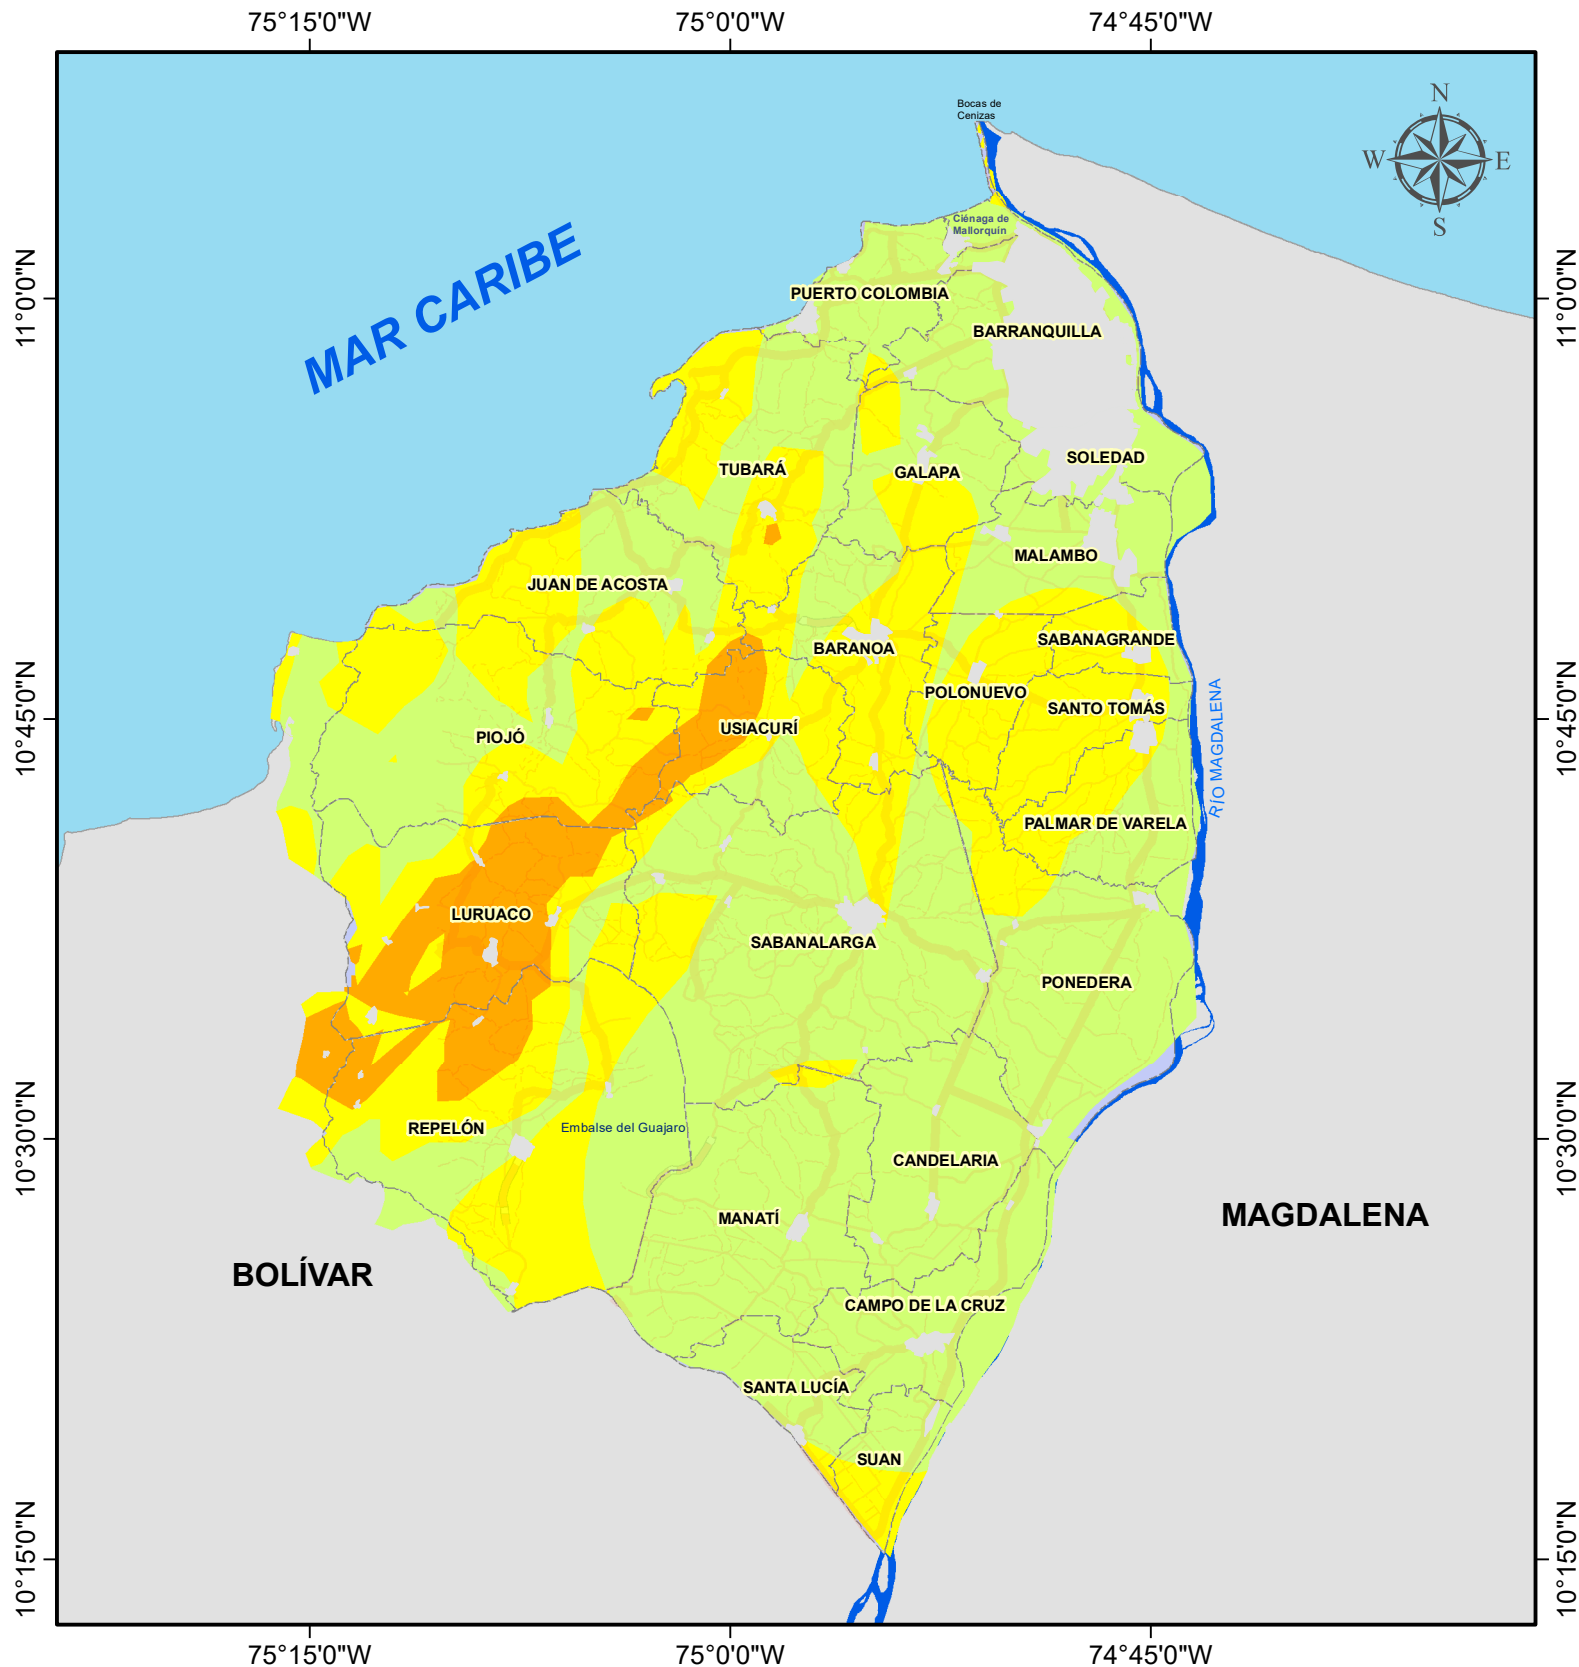 75°15'0"W
75°0'0"W
74°45'0"W
Bocas de
Cenizas
N
W
E
S
Ciénaga de
Mallorquín
11°0'0"N
11°0'0"N
MAR CARIBE
PUERTO COLOMBIA
BARRANQUILLA
SOLEDAD
TUBARÁ
GALAPA
MALAMBO
JUAN DE ACOSTA
SABANAGRANDE
BARANOA
POLONUEVO
SANTO TOMÁS
10°45'0"N
10°45'0"N
USIACURÍ
PIOJÓ
RÍO MAGDALENA
PALMAR DE VARELA
LURUACO
SABANALARGA
PONEDERA
REPELÓN
Embalse del Guajaro
10°30'0"N
10°30'0"N
CANDELARIA
MANATÍ
MAGDALENA
BOLÍVAR
CAMPO DE LA CRUZ
SANTA LUCÍA
SUAN
10°15'0"N
10°15'0"N
75°15'0"W
75°0'0"W
74°45'0"W